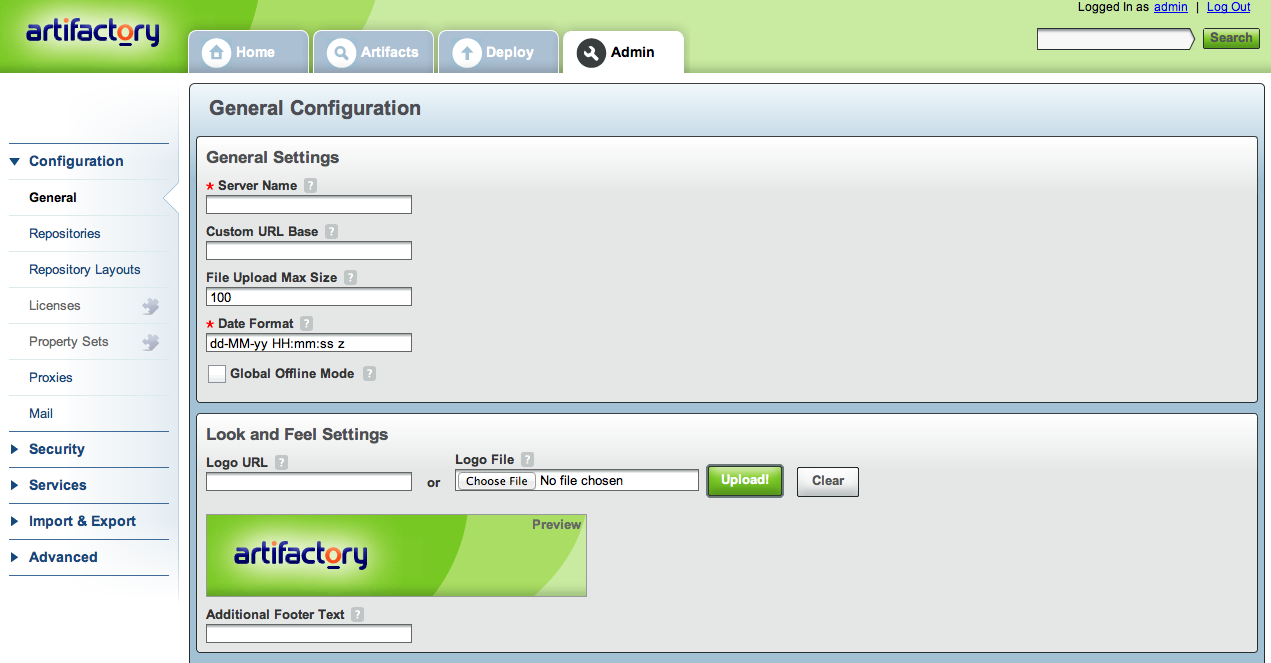 Logged In as admin | Log Out
artifactory
Home
Artifacts
Deploy
Admin
Search
Configuration
General
Repositories
Repository Layouts
Licenses
Property Sets
Proxies
Mail
Security
Services
Import & Export
Advanced
General Configuration
General Settings
* Server Name ?
Custom URL Base ?
File Upload Max Size ?
100
* Date Format ?
dd-MM-yy HH:mm:ss z
Global Offline Mode ?
Look and Feel Settings
Logo URL ?
or
Logo File ?
Choose File No file chosen
Upload!
Clear
Preview
artifactory
Additional Footer Text ?